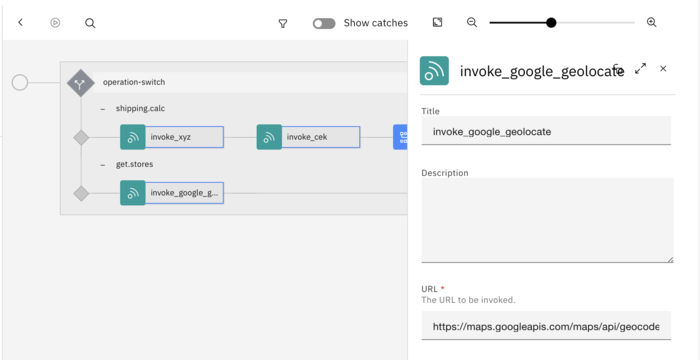 Show catches
operation-switch
shipping.calc
invoke_xyz
invoke_cek
get.stores
invoke_google_g...
invoke_google_geolocate
Title
invoke_google_geolocate
Description
URL *
The URL to be invoked.
https://maps.googleapis.com/maps/api/geocode